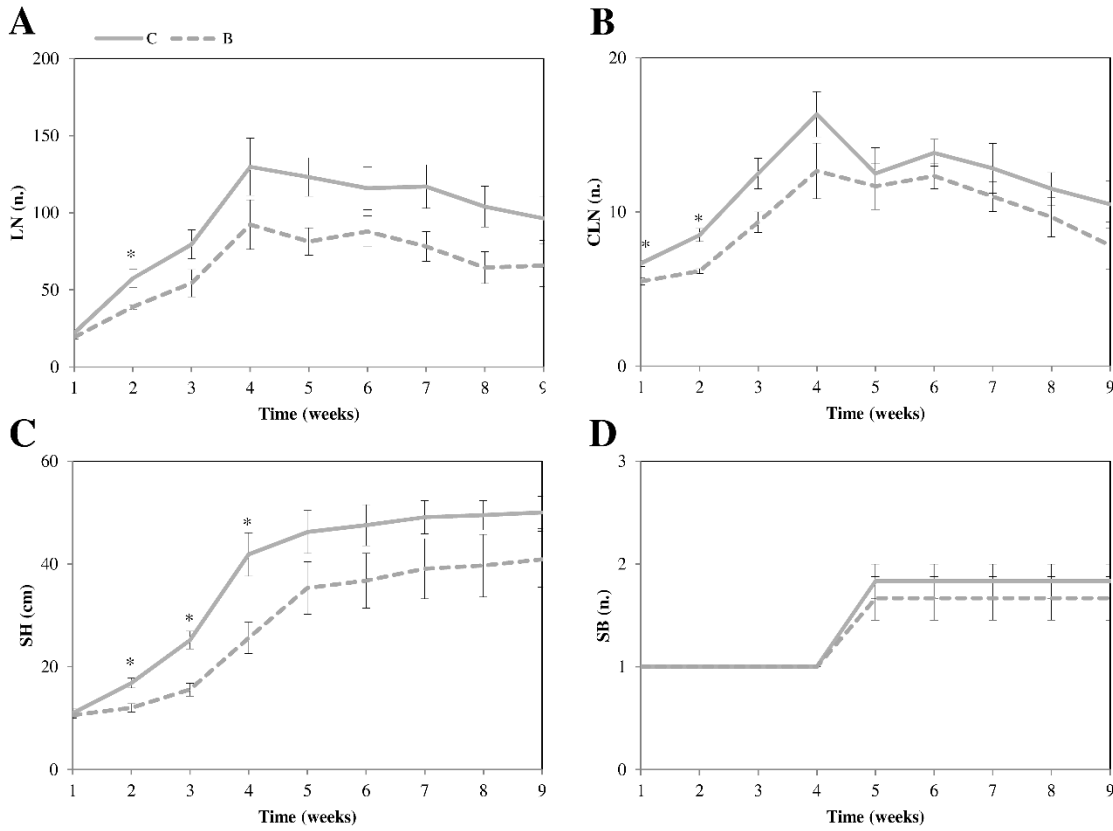 A
C B
200
150
100
50
0
LN (n.)
*
1 2 3 4 5 6 7 8 9
Time (weeks)
B
20
10
0
CLN (n.)
* *
1 2 3 4 5 6 7 8 9
Time (weeks)
C
60
40
20
0
SH (cm)
* * *
1 2 3 4 5 6 7 8 9
Time (weeks)
D
3
2
1
0
SB (n.)
1 2 3 4 5 6 7 8 9
Time (weeks)